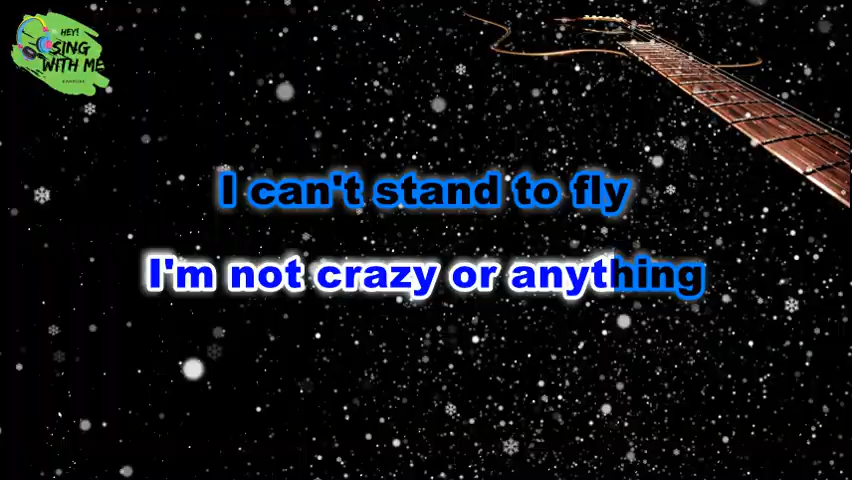 HEY!
SING
WITH ME
KARAOKE
I can't stand to fly
I'm not crazy or anything